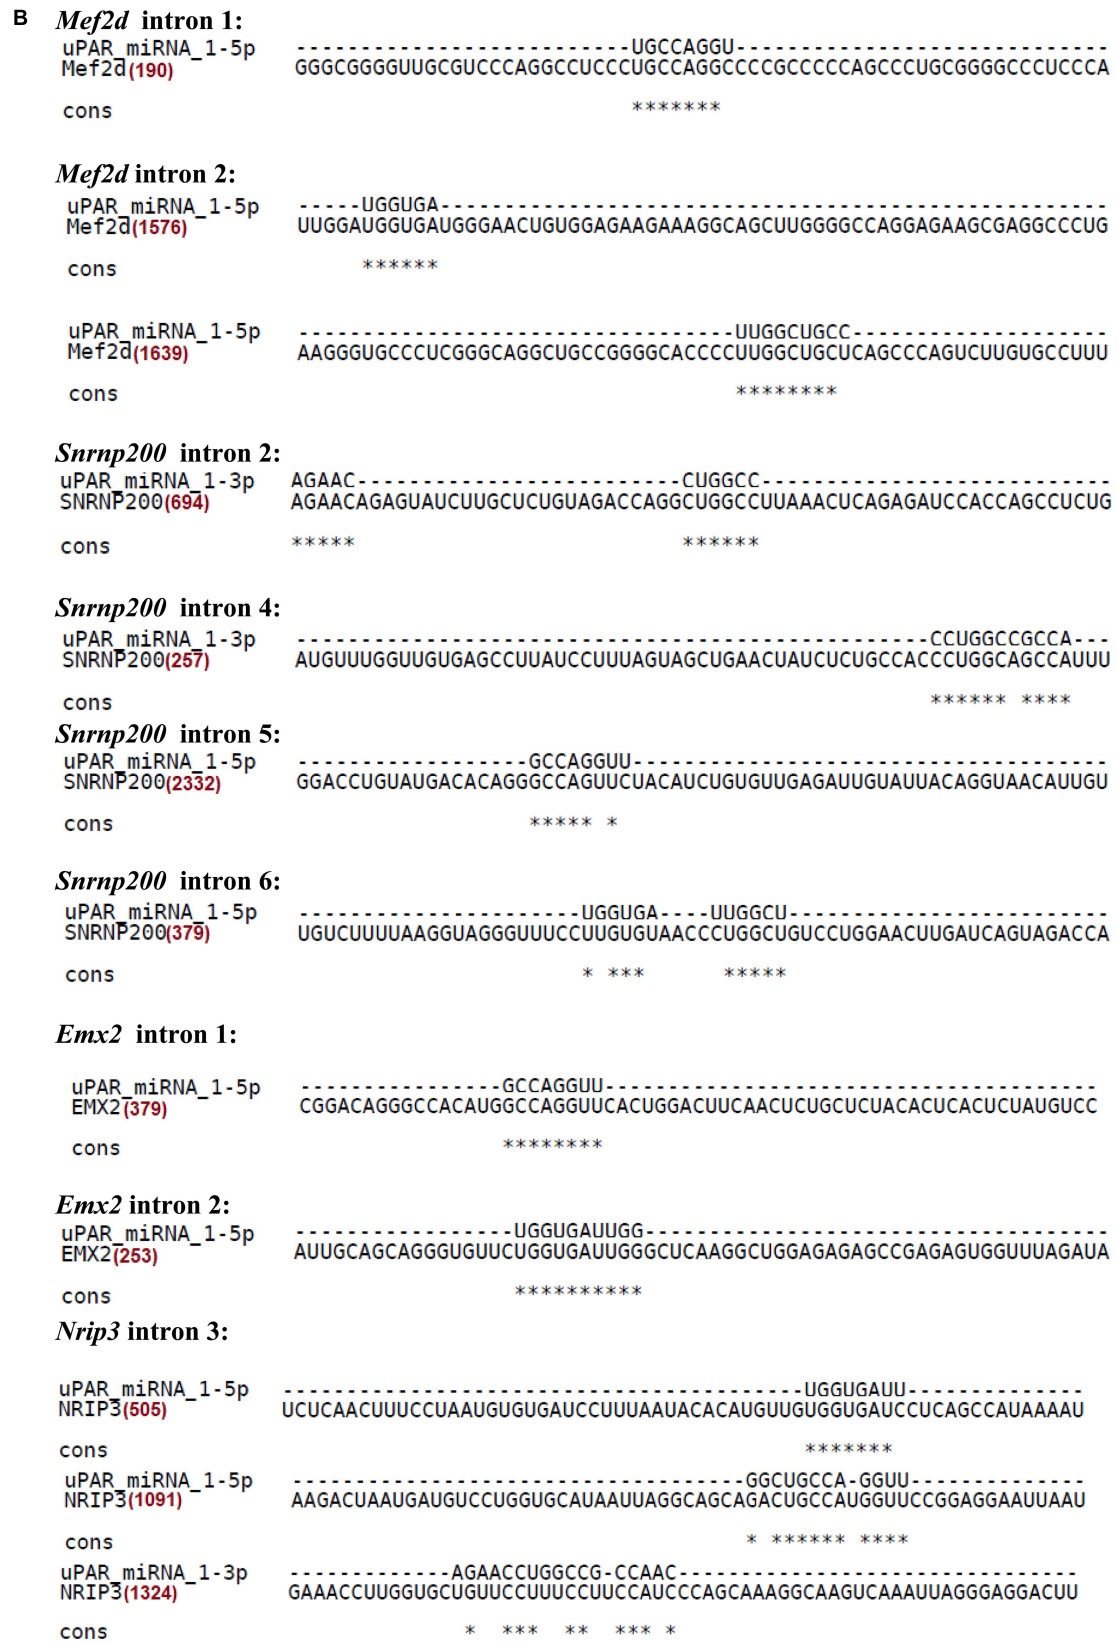 B Mef2d intron 1:
uPAR_miRNA_1-5p --------------------------UGCCAGGU-----------------------------
Mef2d(190) GGGCGGGGUUGCGUCCCAGGCCUCCCUGCCAGGCCCCGCCCCCAGCCCUGCGGGGCCCUCCCA
cons *******
Mef2d intron 2:
uPAR_miRNA_1-5p -----UGGUGA----------------------------------------------------
Mef2d(1576) UUGGAUGGUGAUGGGAACUGUGGAGAAGAAAGGCAGCUUGGGGCCAGGAGAAGCGAGGCCCUG
cons ******
uPAR_miRNA_1-5p ----------------------------------UUGGCUGCC--------------------
Mef2d(1639) AAGGGUGCCCUCGGGCAGGCUGCCGGGGCACCCCUUGGCUGCUCAGCCCAGUCUUGUGCCUUU
cons ********
Snrnp200 intron 2:
uPAR_miRNA_1-3p AGAAC--------------------------CUGGCC---------------------------
SNRNP200(694) AGAACAGAGUAUCUUGCUCUGUAGACCAGGCUGGCCUUAAACUCAGAGAUCCACCAGCCUCUG
cons ***** ******
Snrnp200 intron 4:
uPAR_miRNA_1-3p --------------------------------------------------CCUGGCCGCCA---
SNRNP200(257) AUGUUUGGUUGUGAGCCUUAUCCUUUAGUAGCUGAACUAUCUCUGCCACCCUGGCAGCCAUUU
cons ****** ****
Snrnp200 intron 5:
uPAR_miRNA_1-5p ------------------GCCAGGUU-------------------------------------
SNRNP200(2332) GGACCUGUAUGACACAGGGCCAGUUCUACAUCUGUGUUGAGAUUGUAUUACAGGUAACAUUGU
cons ***** *
Snrnp200 intron 6:
uPAR_miRNA_1-5p ----------------------UGGUGA----UUGGCU-------------------------
SNRNP200(379) UGUCUUUUAAGGUAGGGUUUCCUUGUGUAACCCUGGCUGUCCUGGAACUUGAUCAGUAGACCA
cons * *** *****
Emx2 intron 1:
uPAR_miRNA_1-5p ----------------GCCAGGUU---------------------------------------
EMX2(379) CGGACAGGGCCACAUGGCCAGGUUCACUGGACUUCAACUCUGCUCUACACUCACUCUAUGUCC
cons ********
Emx2 intron 2:
uPAR_miRNA_1-5p -----------------UGGUGAUUGG------------------------------------
EMX2(253) AUUGCAGCAGGGUGUUCUGGUGAUUGGGCUCAAGGCUGGAGAGAGCCGAGAGUGGUUUAGAUA
cons **********
Nrip3 intron 3:
uPAR_miRNA_1-5p -----------------------------------------UGGUGAUU--------------
NRIP3(505) UCUCAACUUUCCUAAUGUGUGAUCCUUUAAUACACAUGUUGUGGUGAUCCUCAGCCAUAAAAU
cons *******
uPAR_miRNA_1-5p ------------------------------------GGCUGCCA-GGUU--------------
NRIP3(1091) AAGACUAAUGAUGUCCUGGUGCAUAAUUAGGCAGCAGACUGCCAUGGUUCCGGAGGAAUUAAU
cons * ****** ****
uPAR_miRNA_1-3p -------------AGAACCUGGCCG-CCAAC--------------------------------
NRIP3(1324) GAAACCUUGGUGCUGUUCCUUUCCUUCCAUCCCAGCAAAGGCAAGUCAAAUUAGGGAGGACUU
cons * *** ** *** *